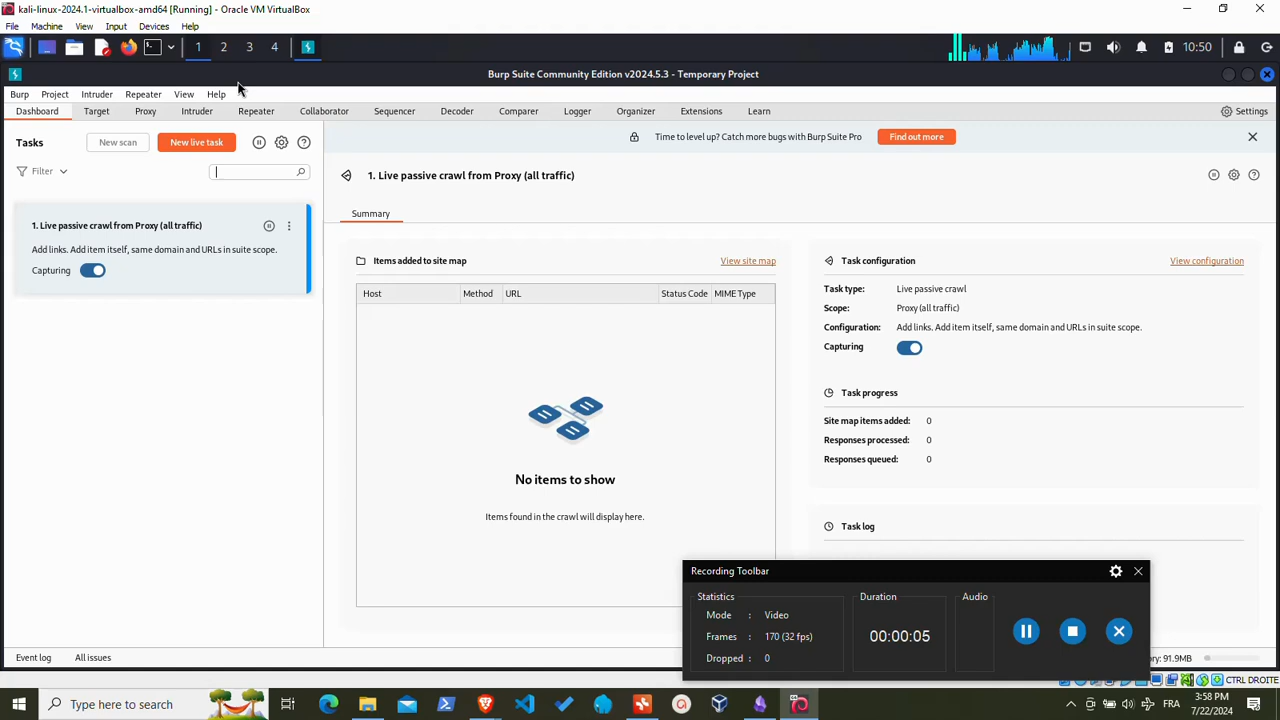 kali-linux-2024.1-virtualbox-amd64 [Running] - Oracle VM VirtualBox
File Machine View Input Devices Help
1 2 3 4 10:50
Burp Suite Community Edition v2024.5.3 - Temporary Project
Burp Project Intruder Repeater View Help
Dashboard Target Proxy Intruder Repeater Collaborator Sequencer Decoder Comparer Logger Organizer Extensions Learn Settings
Tasks New scan New live task
Time to level up? Catch more bugs with Burp Suite Pro Find out more
Filter
1. Live passive crawl from Proxy (all traffic)
Summary
1. Live passive crawl from Proxy (all traffic)
Add links. Add item itself, same domain and URLs in suite scope.
Capturing
Items added to site map View site map
Host Method URL Status Code MIME Type
No items to show
Items found in the crawl will display here.
Task configuration View configuration
Task type: Live passive crawl
Scope: Proxy (all traffic)
Configuration: Add links. Add item itself, same domain and URLs in suite scope.
Capturing
Task progress
Site map items added: 0
Responses processed: 0
Responses queued: 0
Task log
Recording Toolbar
Statistics Duration Audio
Mode : Video
Frames : 170 (32 fps)
Dropped : 0
00:00:05
Event log All issues
ory: 91.9MB
CTRL DROITE
Type here to search
FRA
3:58 PM
7/22/2024